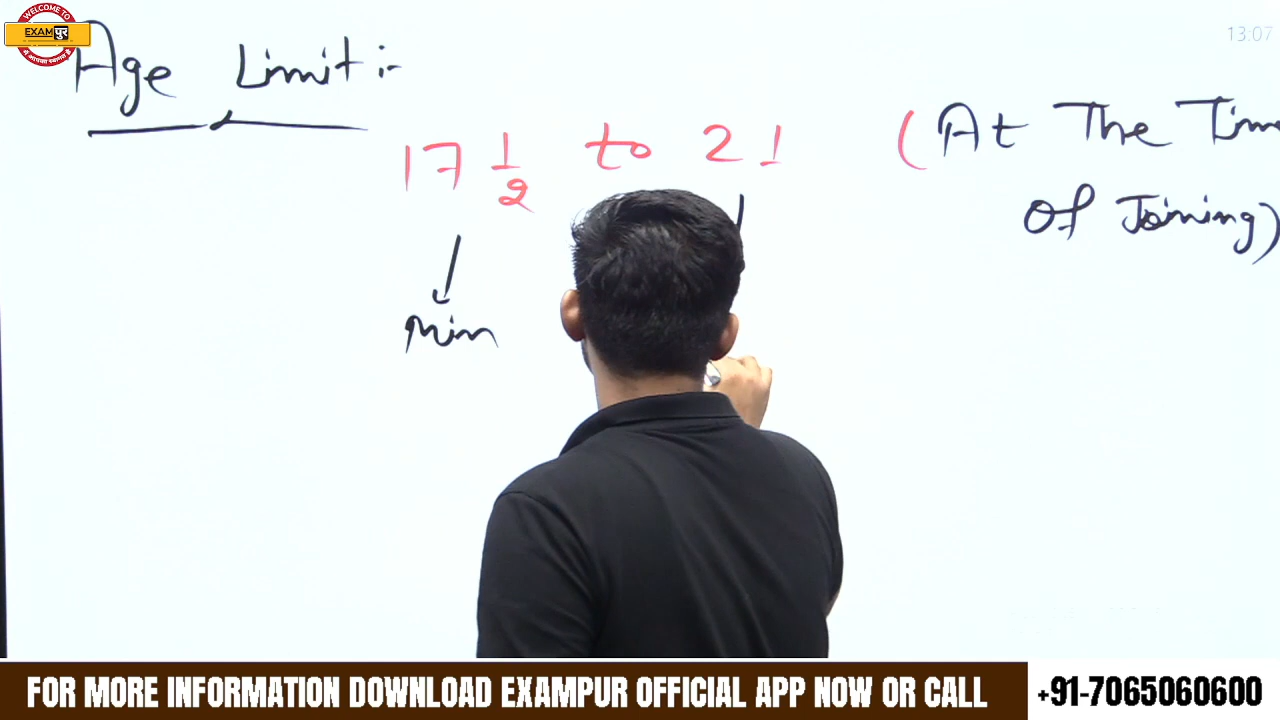 WELCOME TO
EXAMपुर
13:07
Age Limit :-
17 1/2 to 21
(At The Time
Of Joining)
Min
FOR MORE INFORMATION DOWNLOAD EXAMPUR OFFICIAL APP NOW OR CALL
+91-7065060600